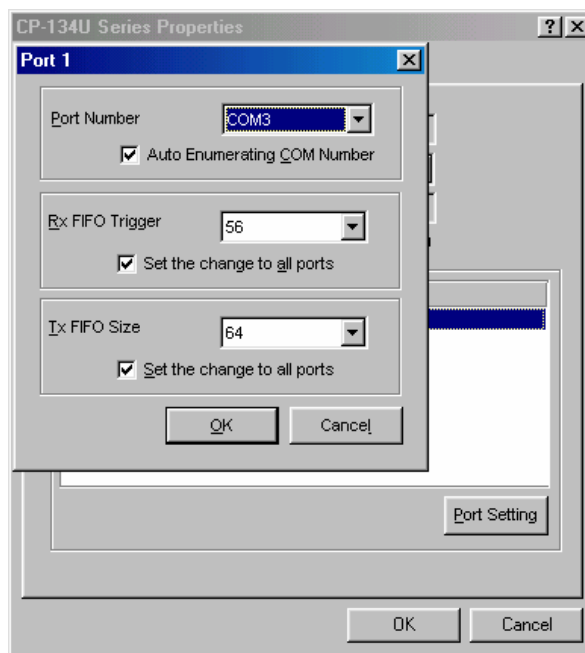 CP-134U Series Properties
Port 1
Port Number
COM3
Auto Enumerating COM Number
Rx FIFO Trigger
56
Set the change to all ports
Tx FIFO Size
64
Set the change to all ports
OK
Cancel
Port Setting
OK
Cancel